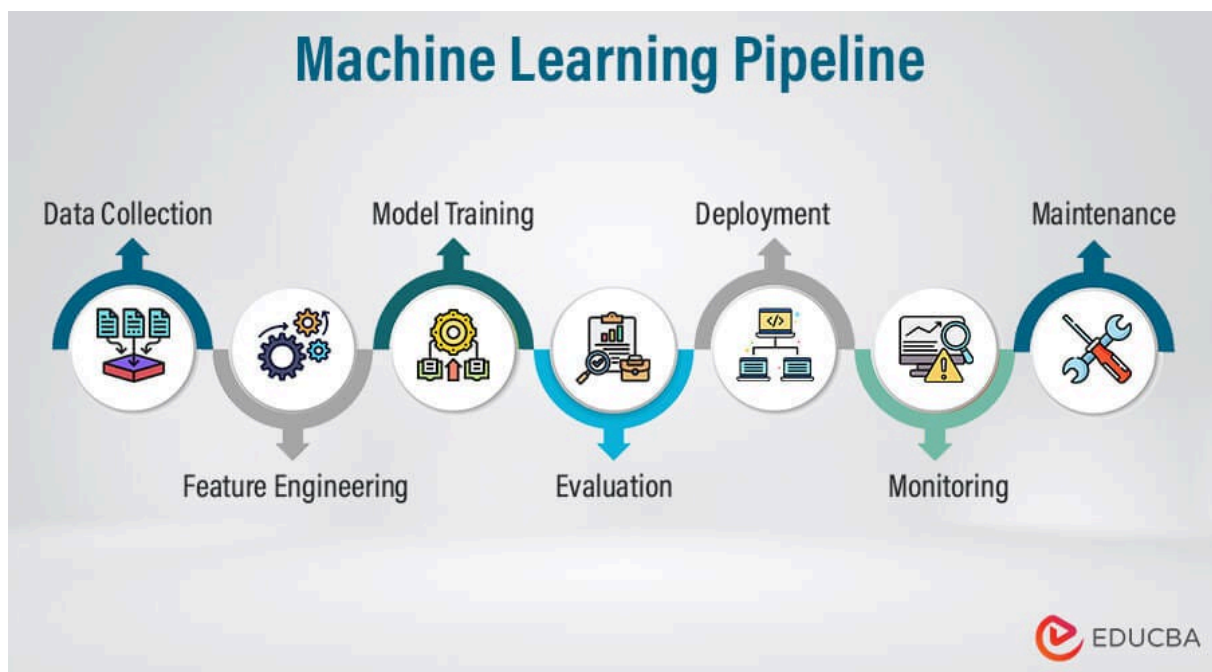 Machine Learning Pipeline
Data Collection
Feature Engineering
Model Training
Evaluation
Deployment
Monitoring
Maintenance
</>
EDUCBA